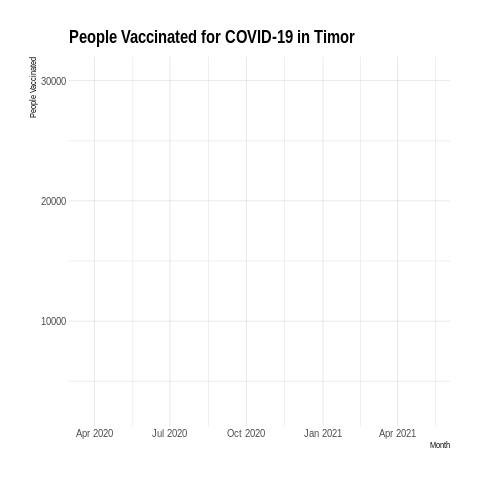 People Vaccinated for COVID-19 in Timor
People Vaccinated
30000
20000
10000
Apr 2020 Jul 2020 Oct 2020 Jan 2021 Apr 2021
Month